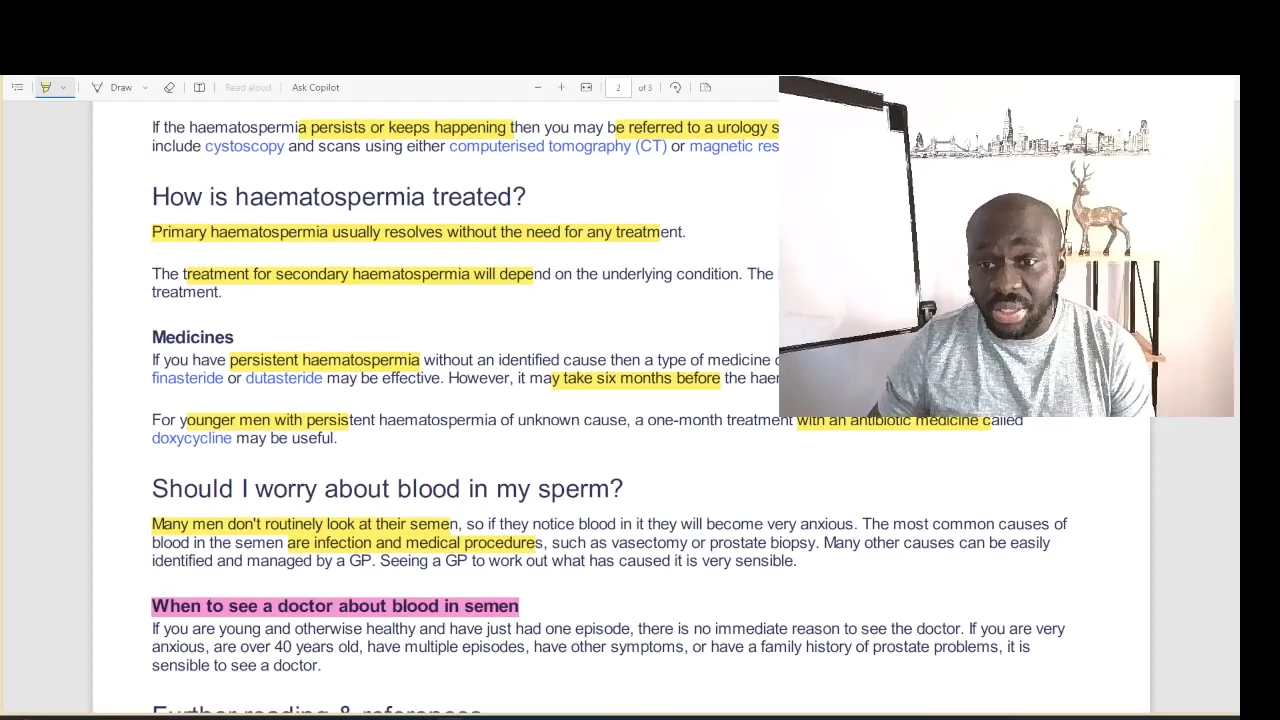 Draw
Read aloud
Ask Copilot
2 of 3
If the haematospermia persists or keeps happening then you may be referred to a urology s
include cystoscopy and scans using either computerised tomography (CT) or magnetic res
How is haematospermia treated?
Primary haematospermia usually resolves without the need for any treatment.
The treatment for secondary haematospermia will depend on the underlying condition. The
treatment.
Medicines
If you have persistent haematospermia without an identified cause then a type of medicine
finasteride or dutasteride may be effective. However, it may take six months before the haem
For younger men with persistent haematospermia of unknown cause, a one-month treatment with an antibiotic medicine called
doxycycline may be useful.
Should I worry about blood in my sperm?
Many men don't routinely look at their semen, so if they notice blood in it they will become very anxious. The most common causes of
blood in the semen are infection and medical procedures, such as vasectomy or prostate biopsy. Many other causes can be easily
identified and managed by a GP. Seeing a GP to work out what has caused it is very sensible.
When to see a doctor about blood in semen
If you are young and otherwise healthy and have just had one episode, there is no immediate reason to see the doctor. If you are very
anxious, are over 40 years old, have multiple episodes, have other symptoms, or have a family history of prostate problems, it is
sensible to see a doctor.
Further reading & references